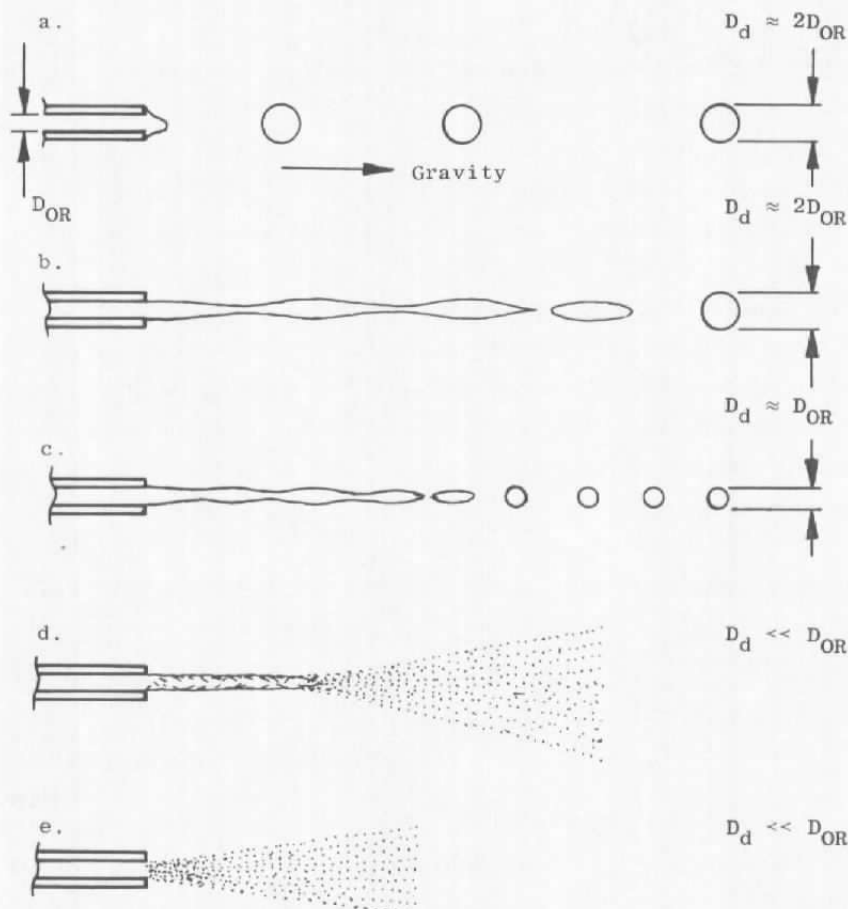 a.
D_d ≈ 2D_OR
Gravity
D_OR
D_d ≈ 2D_OR
b.
D_d ≈ D_OR
c.
d.
D_d << D_OR
e.
D_d << D_OR